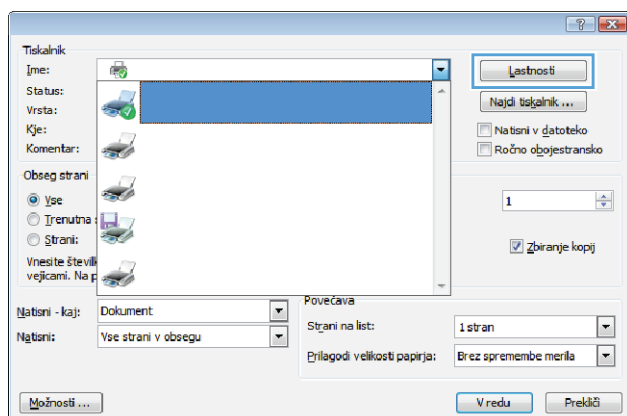 Tiskalnik
Ime:
Lastnosti
Status:
Vrsta:
Najdi tiskalnik ...
Kje:
Natisni v datoteko
Komentar:
Ročno obojestransko
Obseg strani
Vse
1
Trenutna
Strani:
Zbiranje kopij
Vnesite števil
vejicami. Na p
Natisni - kaj: Dokument
Natisni: Vse strani v obsegu
Povečava
Strani na list: 1 stran
Prilagodi velikosti papirja: Brez spremembe merila
Možnosti ...
V redu
Prekliči